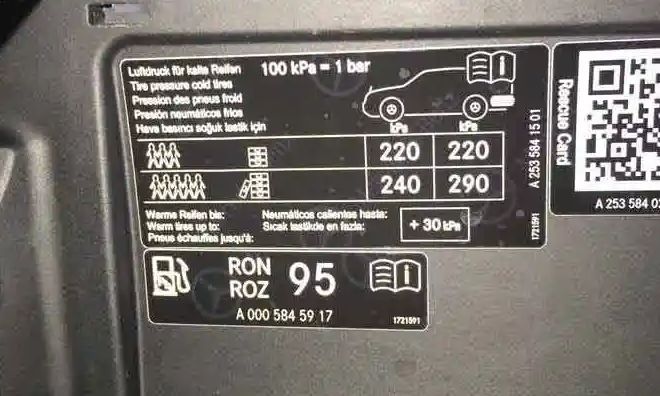 Luftdruck für kalte Reifen 100 kPa = 1 bar
Tire pressure cold tires
Pression des pneus froid
Presión neumáticos fríos
Hava basıncı soğuk lastik için
kPa kPa
220 220
240 290
Warme Reifen bis: Neumáticos calientes hasta:
Warm tires up to: Sicak lastikde en fazla:
Pneus échauffés jusqu'à:
+ 30 kPa
A 253 584 15 01
1721591
Rescue Card
A 253 584 0
RON 95
ROZ
A 000 584 59 17
1721591